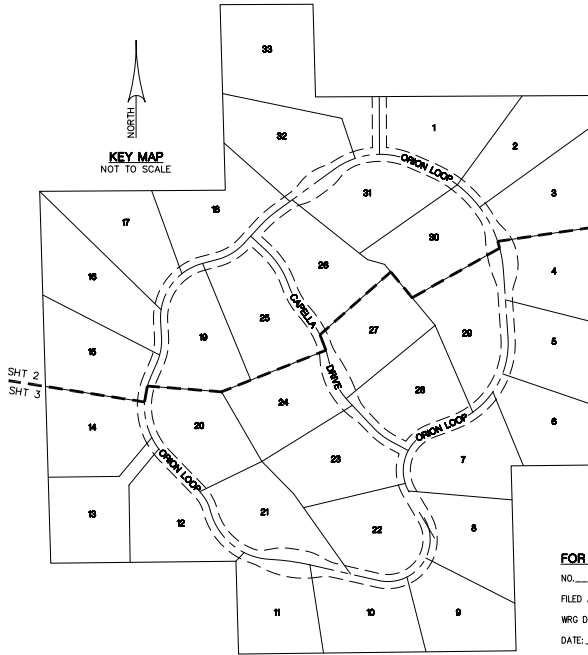 33
NORTH
KEY MAP
NOT TO SCALE
32
1
2
ORION LOOP
3
31
17
18
30
16
26
4
CAPELLA
25
27
29
19
15
5
SHT 2
SHT 3
DRIVE
24
28
14
20
6
ORION LOOP
23
7
ORION LOOP
13
12
21
22
8
FOR
NO.
FILED
WRG D
DATE:
11
10
9